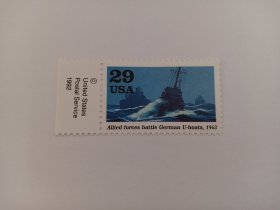 © 
United States
Postal Service
1992
29
USA
Allied forces battle German U-boats, 1943